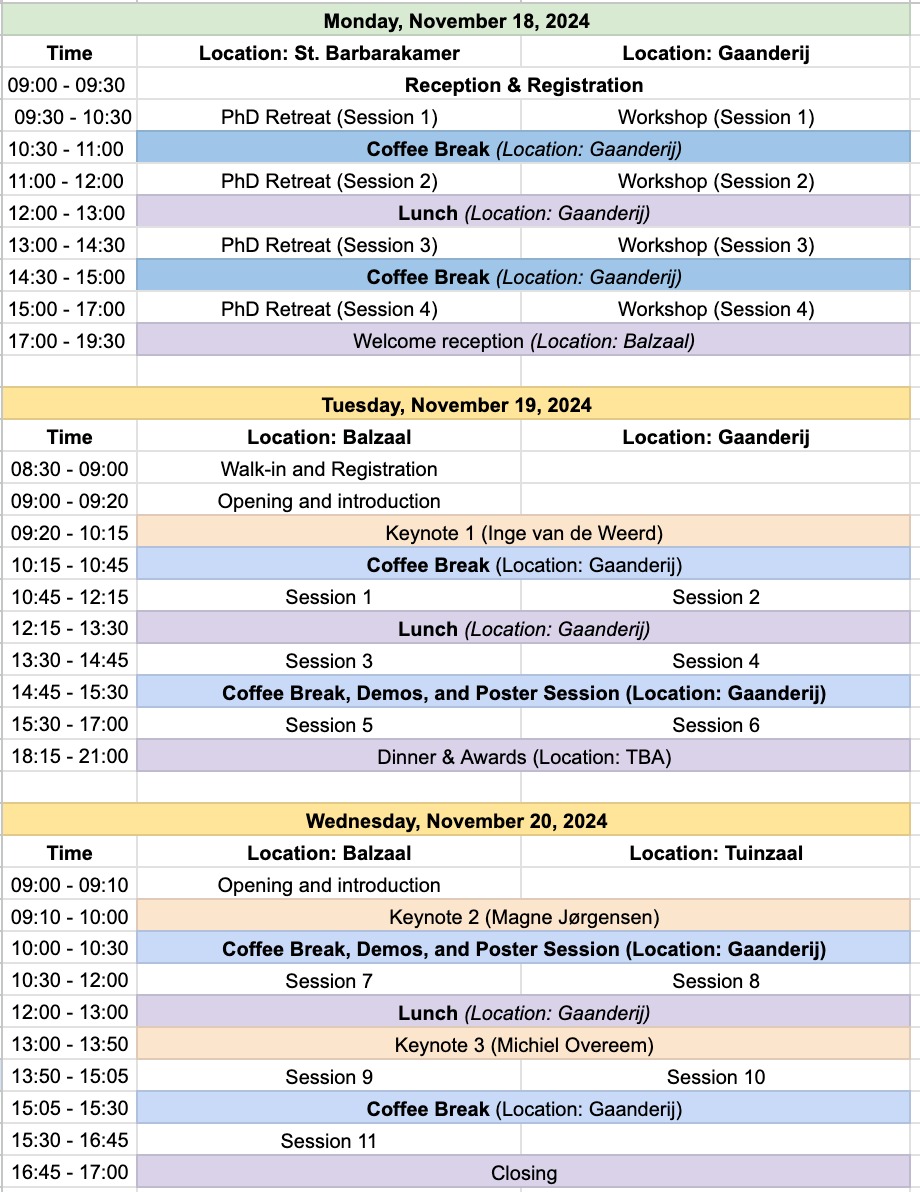 Monday, November 18, 2024
Time Location: St. Barbarakamer Location: Gaanderij
09:00 - 09:30 Reception & Registration
09:30 - 10:30 PhD Retreat (Session 1) Workshop (Session 1)
10:30 - 11:00 Coffee Break (Location: Gaanderij)
11:00 - 12:00 PhD Retreat (Session 2) Workshop (Session 2)
12:00 - 13:00 Lunch (Location: Gaanderij)
13:00 - 14:30 PhD Retreat (Session 3) Workshop (Session 3)
14:30 - 15:00 Coffee Break (Location: Gaanderij)
15:00 - 17:00 PhD Retreat (Session 4) Workshop (Session 4)
17:00 - 19:30 Welcome reception (Location: Balzaal)
Tuesday, November 19, 2024
Time Location: Balzaal Location: Gaanderij
08:30 - 09:00 Walk-in and Registration
09:00 - 09:20 Opening and introduction
09:20 - 10:15 Keynote 1 (Inge van de Weerd)
10:15 - 10:45 Coffee Break (Location: Gaanderij)
10:45 - 12:15 Session 1 Session 2
12:15 - 13:30 Lunch (Location: Gaanderij)
13:30 - 14:45 Session 3 Session 4
14:45 - 15:30 Coffee Break, Demos, and Poster Session (Location: Gaanderij)
15:30 - 17:00 Session 5 Session 6
18:15 - 21:00 Dinner & Awards (Location: TBA)
Wednesday, November 20, 2024
Time Location: Balzaal Location: Tuinzaal
09:00 - 09:10 Opening and introduction
09:10 - 10:00 Keynote 2 (Magne Jørgensen)
10:00 - 10:30 Coffee Break, Demos, and Poster Session (Location: Gaanderij)
10:30 - 12:00 Session 7 Session 8
12:00 - 13:00 Lunch (Location: Gaanderij)
13:00 - 13:50 Keynote 3 (Michiel Overeem)
13:50 - 15:05 Session 9 Session 10
15:05 - 15:30 Coffee Break (Location: Gaanderij)
15:30 - 16:45 Session 11
16:45 - 17:00 Closing